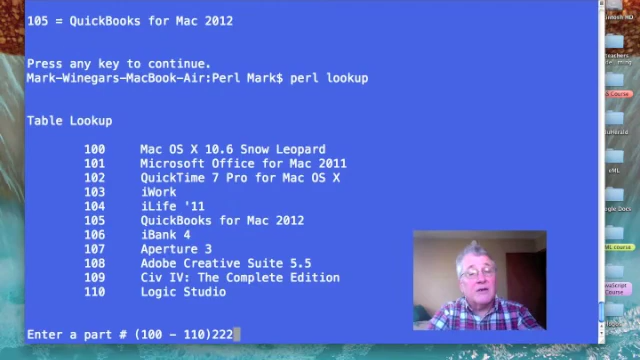 105 = QuickBooks for Mac 2012
Press any key to continue.
Mark-Winegars-MacBook-Air:Perl Mark$ perl lookup
Table Lookup
100 Mac OS X 10.6 Snow Leopard
101 Microsoft Office for Mac 2011
102 QuickTime 7 Pro for Mac OS X
103 iWork
104 iLife '11
105 QuickBooks for Mac 2012
106 iBank 4
107 Aperture 3
108 Adobe Creative Suite 5.5
109 Civ IV: The Complete Edition
110 Logic Studio
Enter a part # (100 - 110)222